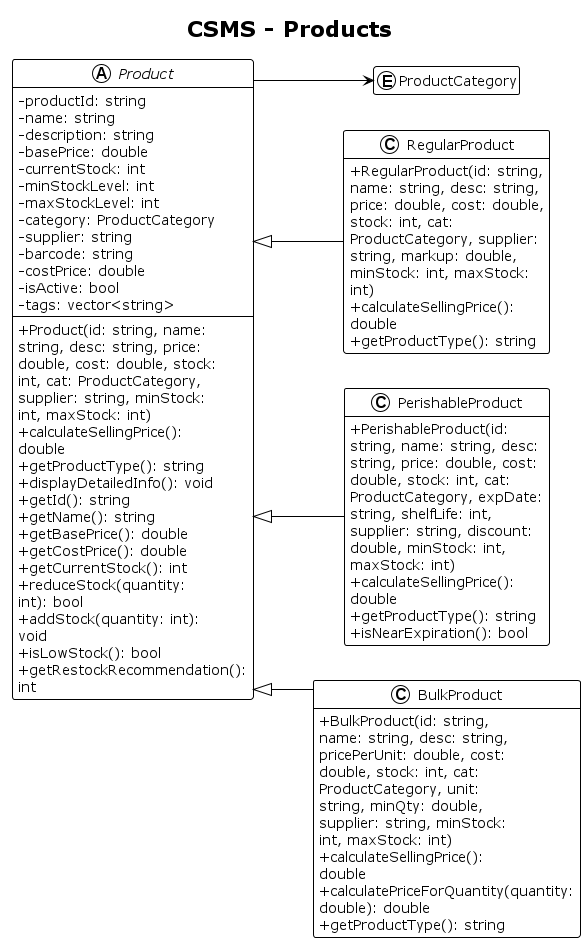 CSMS - Products
A Product
-productId: string
-name: string
-description: string
-basePrice: double
-currentStock: int
-minStockLevel: int
-maxStockLevel: int
-category: ProductCategory
-supplier: string
-barcode: string
-costPrice: double
-isActive: bool
-tags: vector<string>
+Product(id: string, name:
string, desc: string, price:
double, cost: double, stock:
int, cat: ProductCategory,
supplier: string, minStock:
int, maxStock: int)
+calculateSellingPrice():
double
+getProductType(): string
+displayDetailedInfo(): void
+getId(): string
+getName(): string
+getBasePrice(): double
+getCostPrice(): double
+getCurrentStock(): int
+reduceStock(quantity:
int): bool
+addStock(quantity: int):
void
+isLowStock(): bool
+getRestockRecommendation():
int
E ProductCategory
C RegularProduct
+RegularProduct(id: string,
name: string, desc: string,
price: double, cost: double,
stock: int, cat:
ProductCategory, supplier:
string, markup: double,
minStock: int, maxStock:
int)
+calculateSellingPrice():
double
+getProductType(): string
C PerishableProduct
+PerishableProduct(id:
string, name: string, desc:
string, price: double, cost:
double, stock: int, cat:
ProductCategory, expDate:
string, shelfLife: int,
supplier: string, discount:
double, minStock: int,
maxStock: int)
+calculateSellingPrice():
double
+getProductType(): string
+isNearExpiration(): bool
C BulkProduct
+BulkProduct(id: string,
name: string, desc: string,
pricePerUnit: double, cost:
double, stock: int, cat:
ProductCategory, unit:
string, minQty: double,
supplier: string, minStock:
int, maxStock: int)
+calculateSellingPrice():
double
+calculatePriceForQuantity(quantity:
double): double
+getProductType(): string